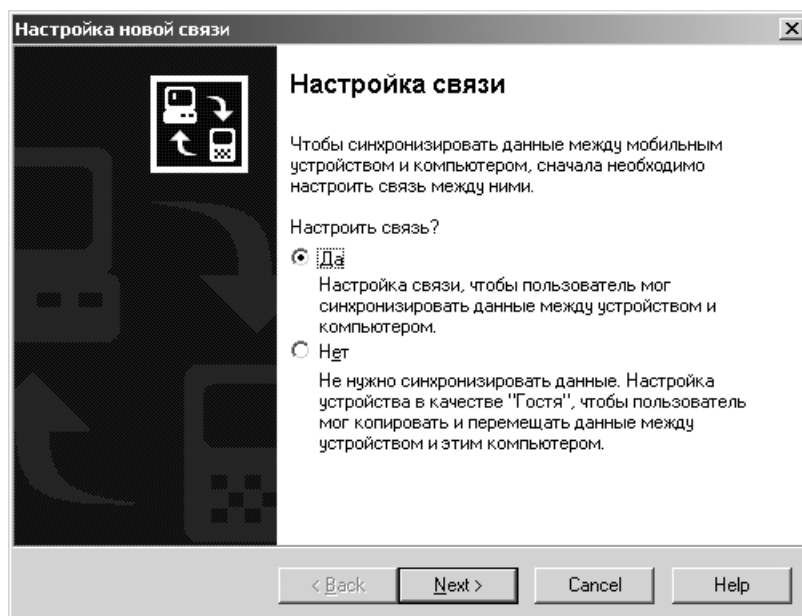 Настройка новой связи
Настройка связи
Чтобы синхронизировать данные между мобильным
устройством и компьютером, сначала необходимо
настроить связь между ними.
Настроить связь?
Да
Настройка связи, чтобы пользователь мог
синхронизировать данные между устройством и
компьютером.
Нет
Не нужно синхронизировать данные. Настройка
устройства в качестве "Гостя", чтобы пользователь
мог копировать и перемещать данные между
устройством и этим компьютером.
< Back Next > Cancel Help